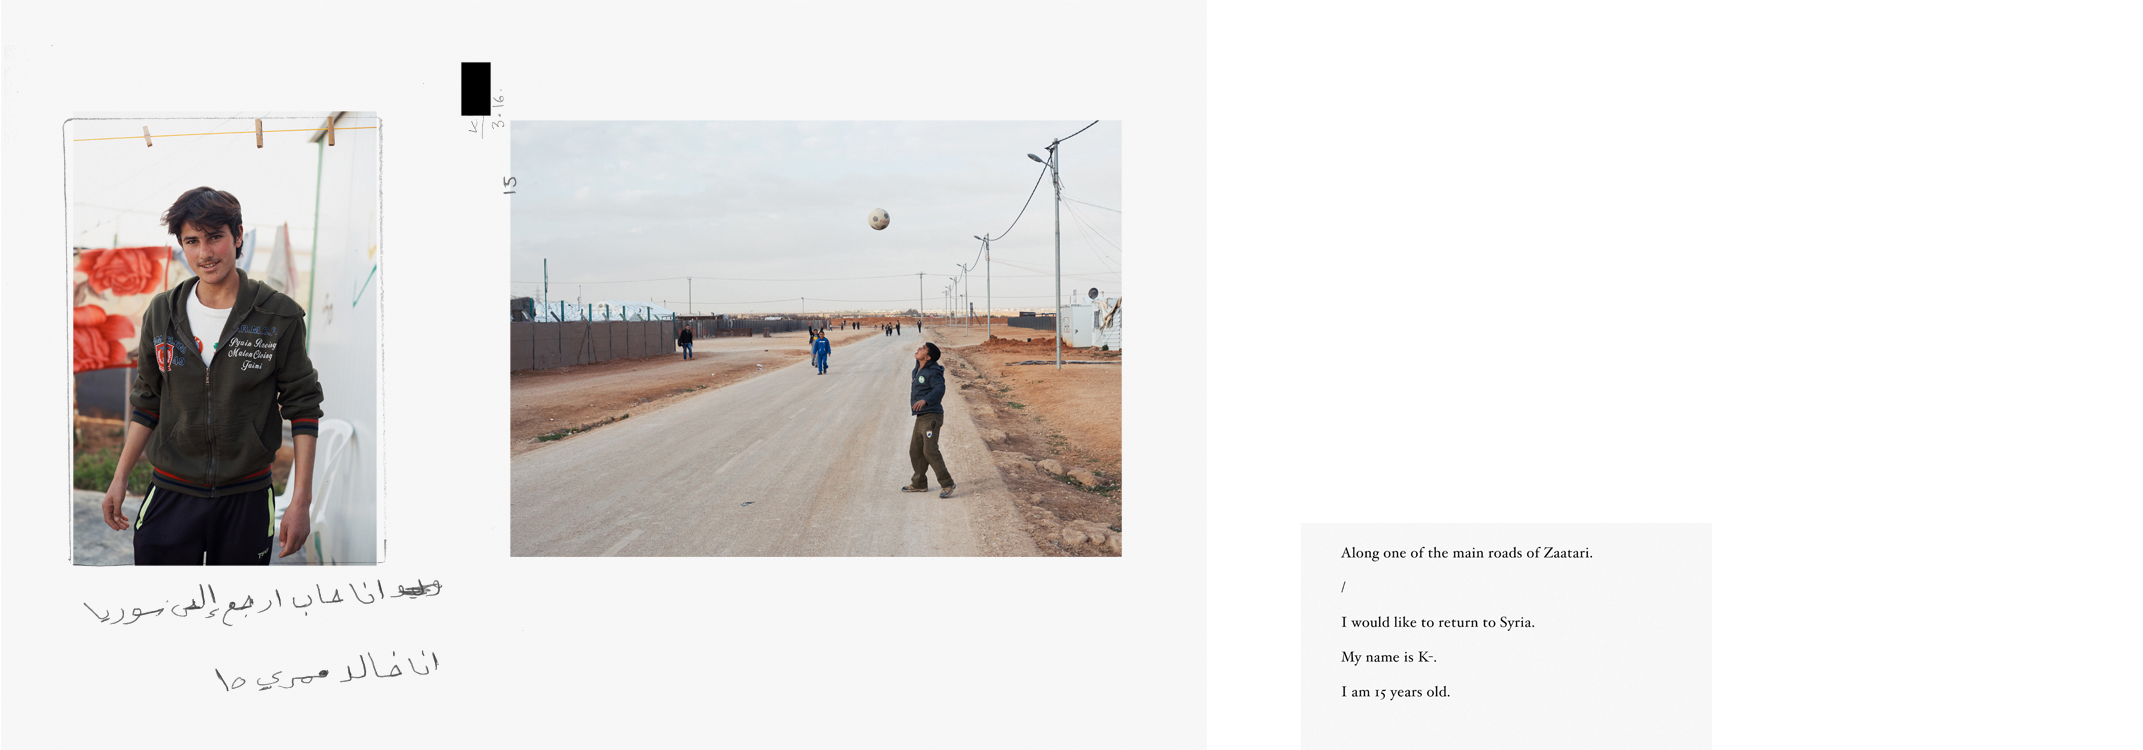 K/
3.16.
15
انا حاب ارجع إلى سوريا
انا خالد عمري ١٥
Along one of the main roads of Zaatari.
/
I would like to return to Syria.
My name is K-.
I am 15 years old.